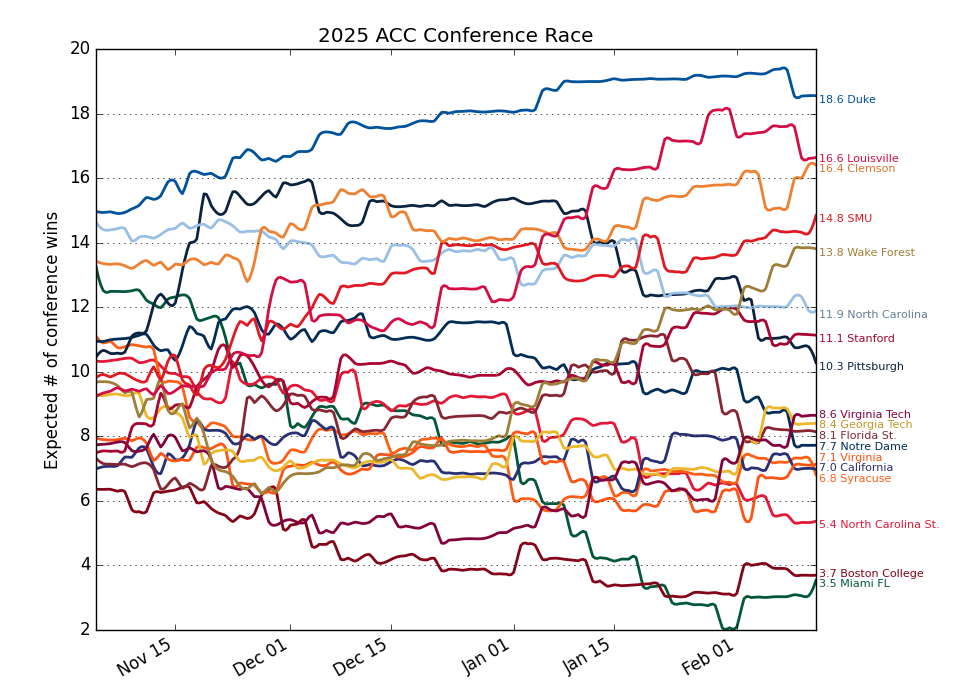 2025 ACC Conference Race
Expected # of conference wins
20
18
16
14
12
10
8
6
4
2
Nov 15
Dec 01
Dec 15
Jan 01
Jan 15
Feb 01
18.6 Duke
16.6 Louisville
16.4 Clemson
14.8 SMU
13.8 Wake Forest
11.9 North Carolina
11.1 Stanford
10.3 Pittsburgh
8.6 Virginia Tech
8.4 Georgia Tech
8.1 Florida St.
7.7 Notre Dame
7.1 Virginia
7.0 California
6.8 Syracuse
5.4 North Carolina St.
3.7 Boston College
3.5 Miami FL